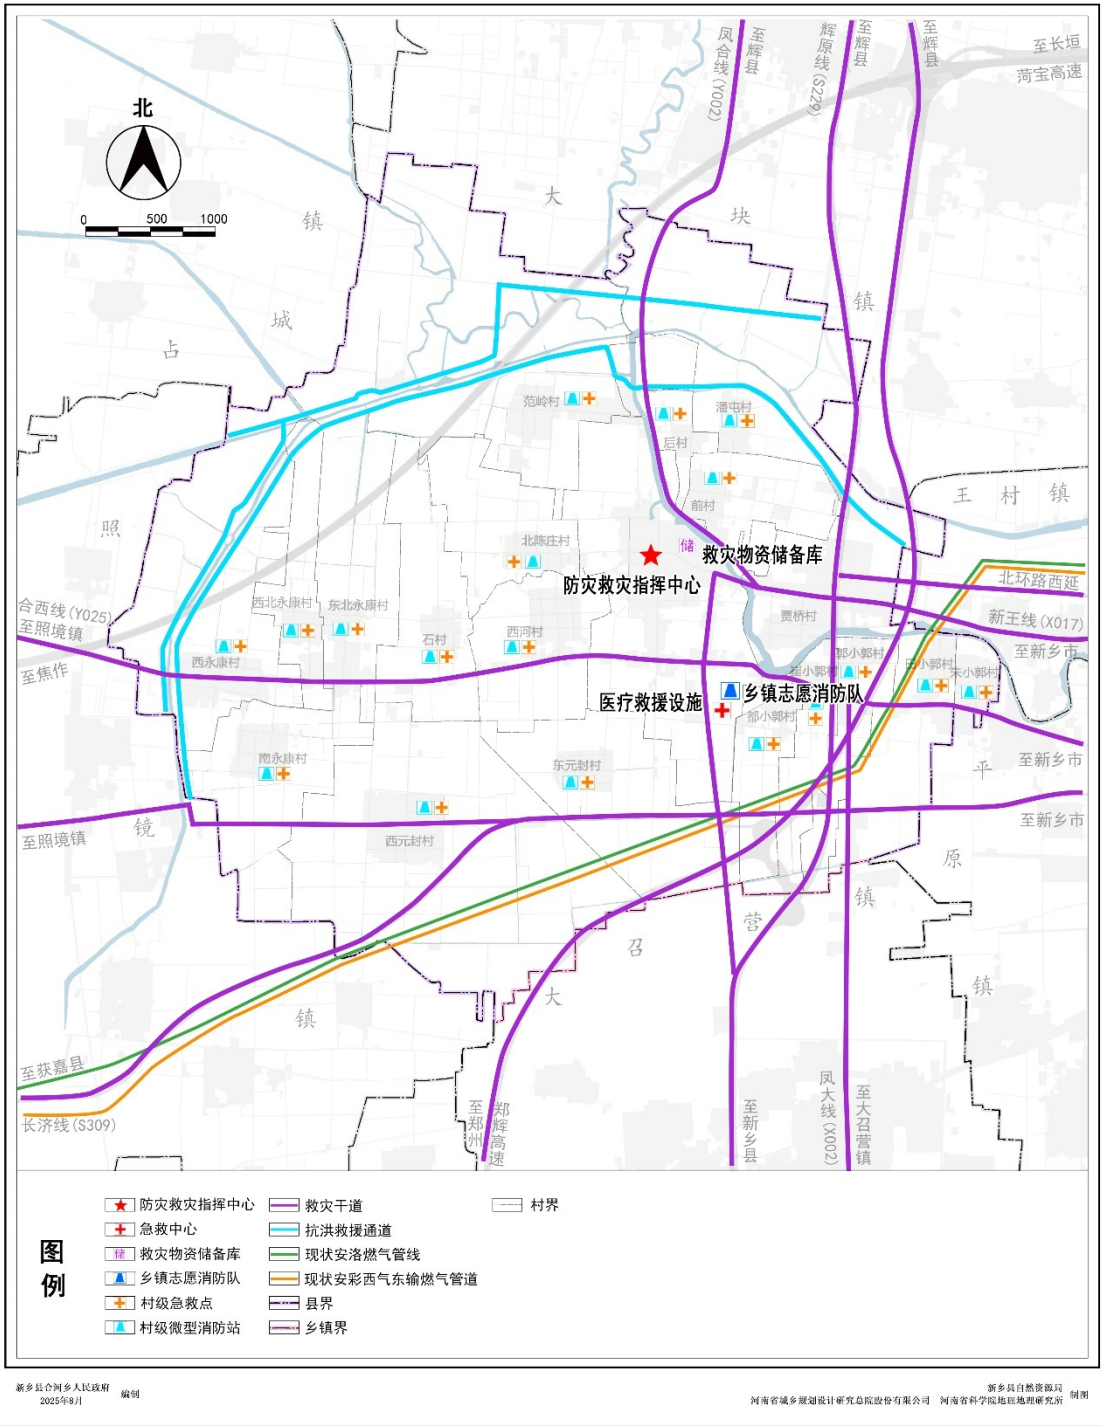 至辉县
凤合线(Y002)
至辉县
辉原线(S229)
至辉县
至长垣
菏宝高速
北
0 500 1000
大
块
镇
镇
城
占
王村镇
照
范岭村
潘屯村
后村
前村
储
救灾物资储备库
北陈庄村
防灾救灾指挥中心
北环路西延
合西线(Y025)
至照境镇
至焦作
西北永康村
东北永康村
石村
西河村
贾桥村
新王线(X017)
至新乡市
西永康村
郭小郭村
崔小郭村
田小郭村
朱小郭村
医疗救援设施
乡镇志愿消防队
都小郭村
南永康村
东元封村
平
至新乡市
至照境镇
镜
西元封村
至新乡市
原
镇
营
召
大
镇
镇
至获嘉县
长济线(S309)
至郑州
郑辉高速
至新乡县
凤大线(X002)
至大召营镇
图例
防灾救灾指挥中心
急救中心
储 救灾物资储备库
乡镇志愿消防队
村级急救点
村级微型消防站
救灾干道
抗洪救援通道
现状安洛燃气管线
现状安彩西气东输燃气管道
县界
乡镇界
村界
新乡县合河乡人民政府
2025年8月
编制
新乡县自然资源局
河南省城乡规划设计研究总院股份有限公司 河南省科学院地理地理研究所
制图